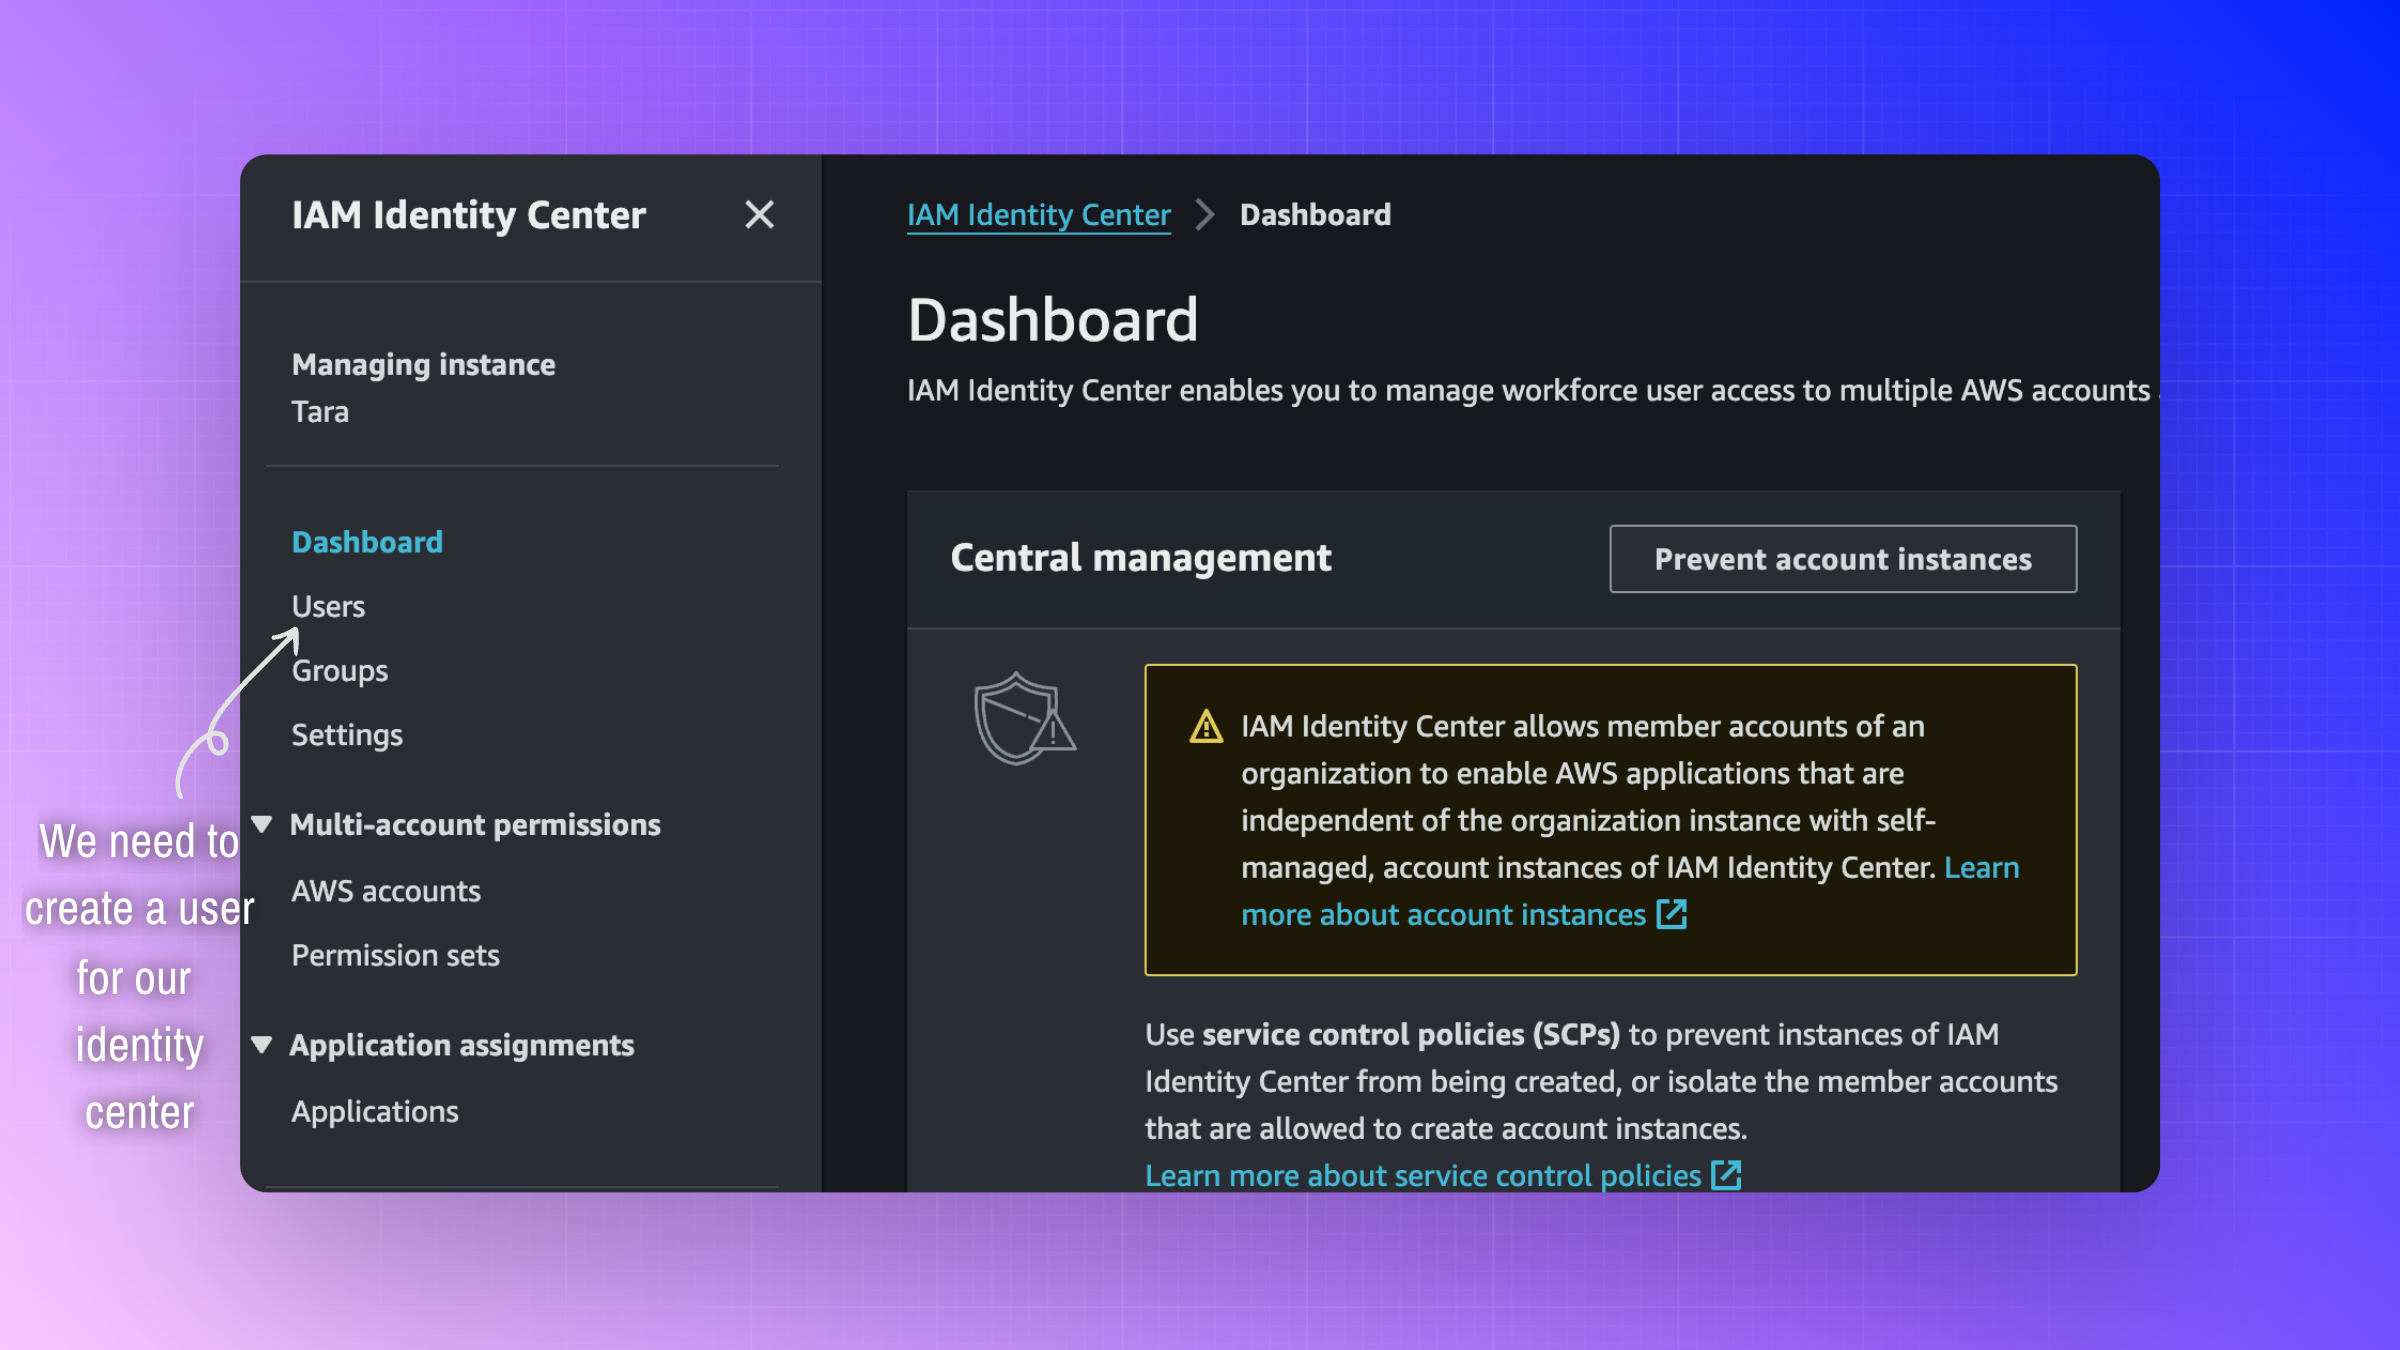 IAM Identity Center
Managing instance
Tara
Dashboard
Users
Groups
Settings
Multi-account permissions
AWS accounts
Permission sets
Application assignments
Applications
We need to
create a user
for our
identity
center
IAM Identity Center > Dashboard
Dashboard
IAM Identity Center enables you to manage workforce user access to multiple AWS accounts
Central management
Prevent account instances
IAM Identity Center allows member accounts of an
organization to enable AWS applications that are
independent of the organization instance with self-
managed, account instances of IAM Identity Center. Learn
more about account instances
Use service control policies (SCPs) to prevent instances of IAM
Identity Center from being created, or isolate the member accounts
that are allowed to create account instances.
Learn more about service control policies